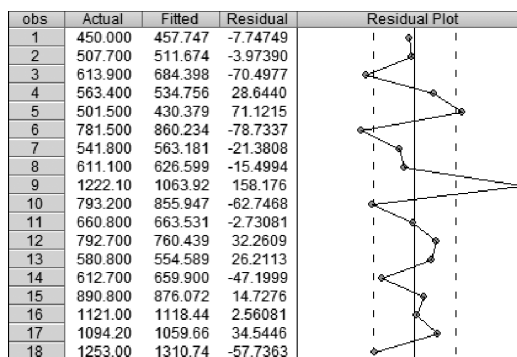 obs Actual Fitted Residual Residual Plot
1 450.000 457.747 -7.74749
2 507.700 511.674 -3.97390
3 613.900 684.398 -70.4977
4 563.400 534.756 28.6440
5 501.500 430.379 71.1215
6 781.500 860.234 -78.7337
7 541.800 563.181 -21.3808
8 611.100 626.599 -15.4994
9 1222.10 1063.92 158.176
10 793.200 855.947 -62.7468
11 660.800 663.531 -2.73081
12 792.700 760.439 32.2609
13 580.800 554.589 26.2113
14 612.700 659.900 -47.1999
15 890.800 876.072 14.7276
16 1121.00 1118.44 2.56081
17 1094.20 1059.66 34.5446
18 1253.00 1310.74 -57.7363